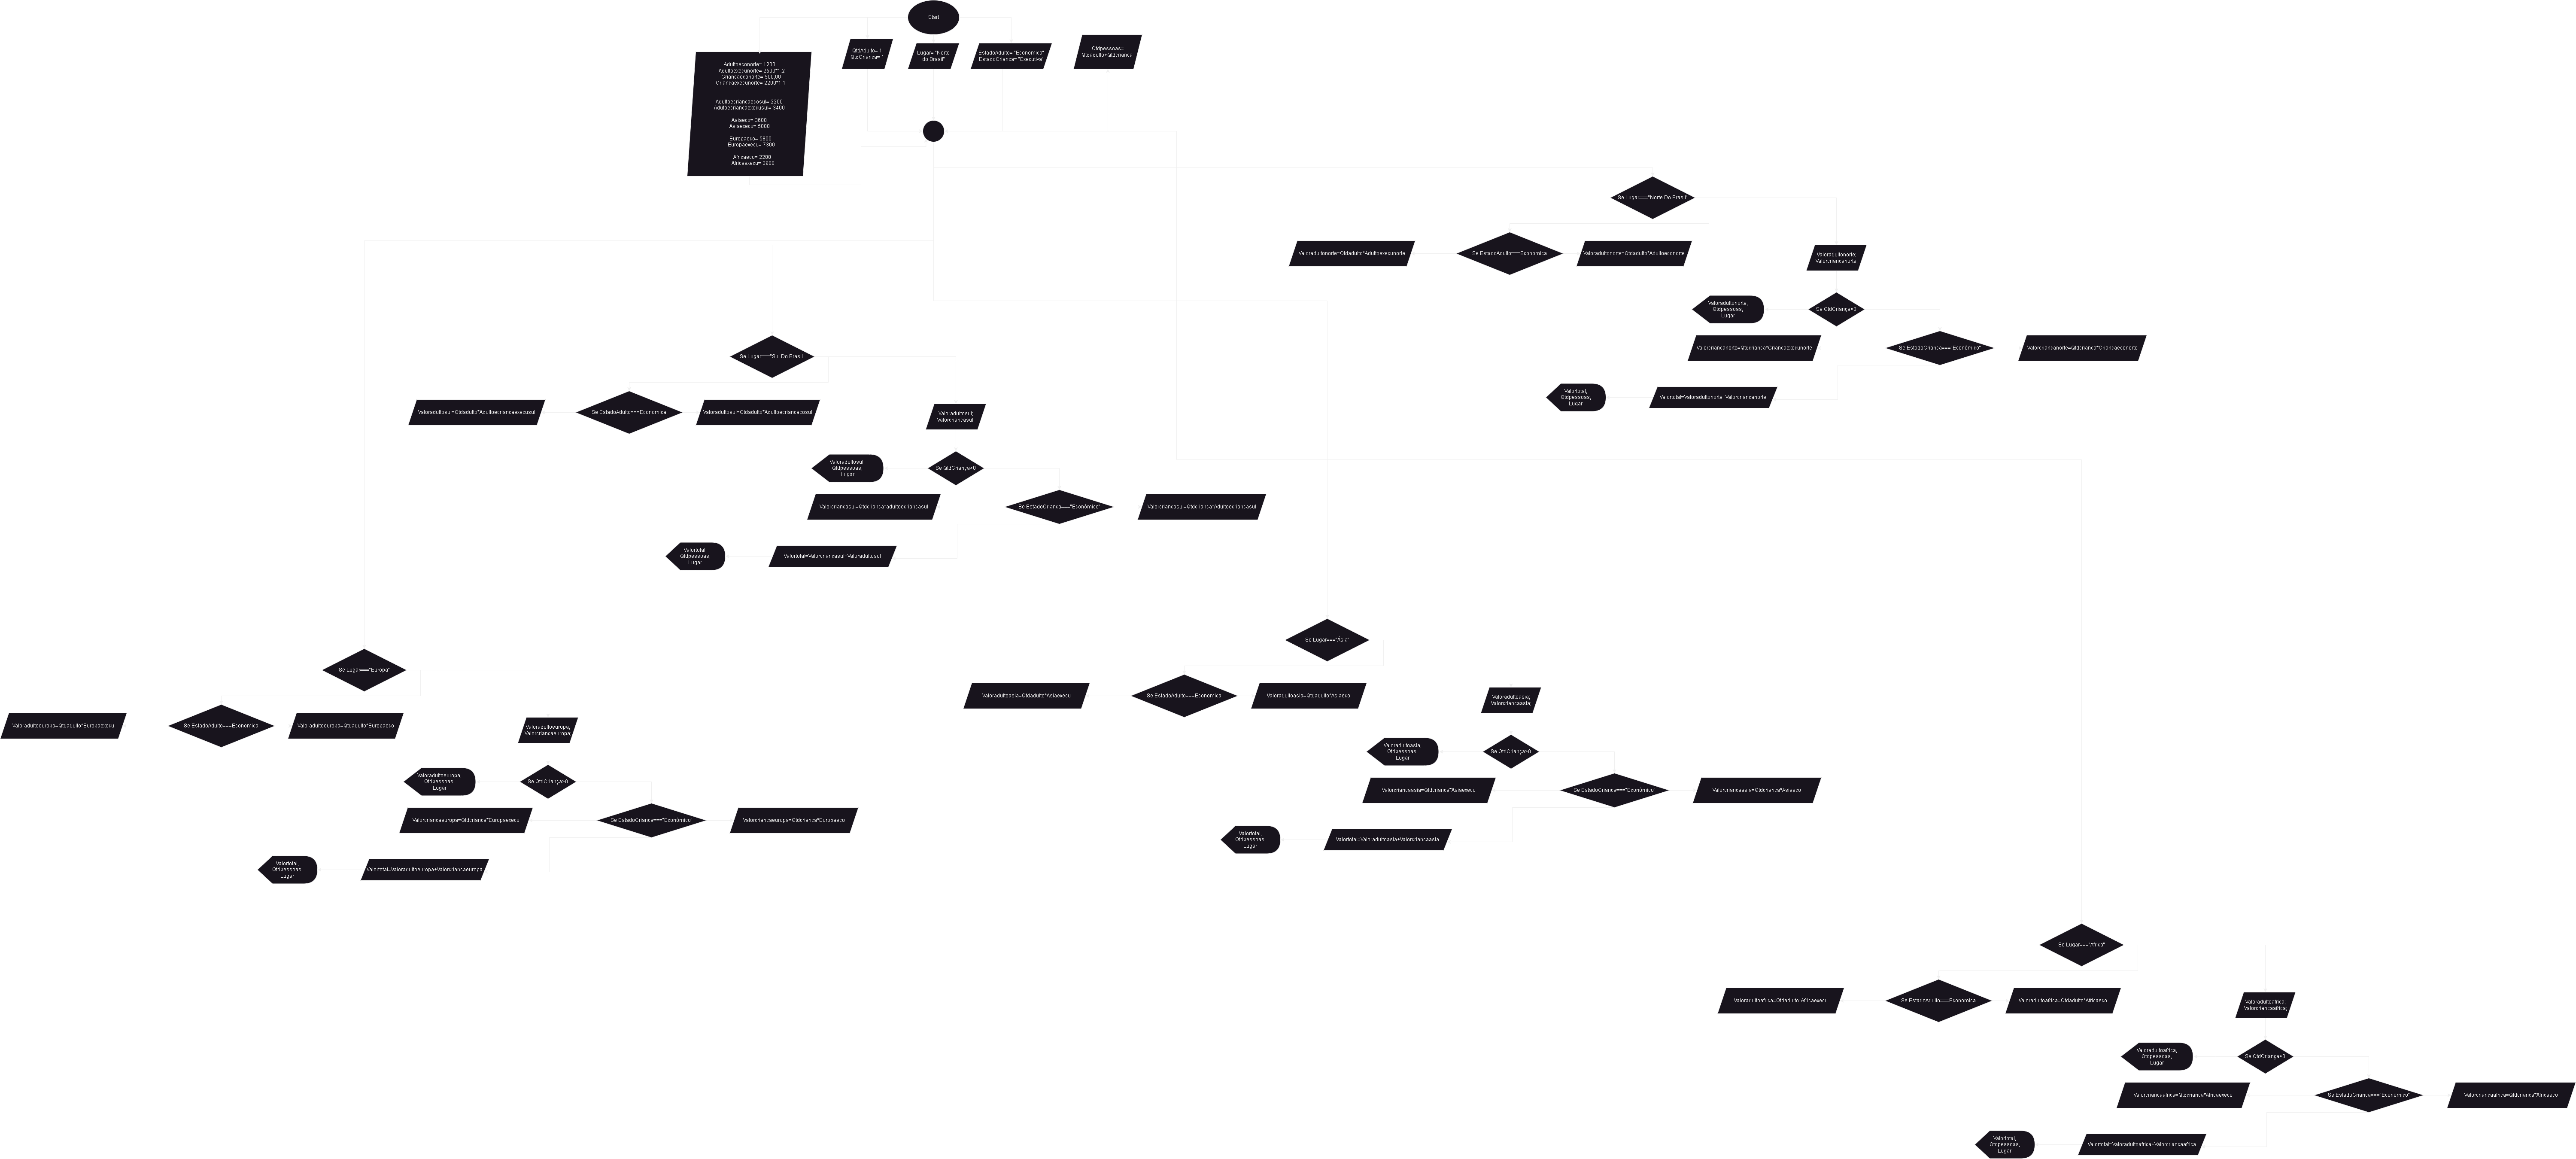 Start
QtdAdulto= 1
QtdCrianca= 1
Lugar= "Norte
do Brasil"
EstadoAdulto= "Economica"
EstadoCrianca= "Executiva"
Qtdpessoas=
Qtdadulto+Qtdcrianca
Adultoeconorte= 1200
Adultoexecunorte= 2500*1.2
Criancaeconorte= 800,00
Criancaexecunorte= 2200*1.1
Adultoecriancaecosul= 2200
Adutoecriancaexecusul= 3400
Asiaeco= 3600
Asiaexecu= 5000
Europaeco= 5800
Europaexecu= 7300
Africaeco= 2200
Africaexecu= 3800
Se Lugar==="Norte Do Brasil"
Valoradultonorte=Qtdadulto*Adultoexecunorte
Se EstadoAdulto===Economica
Valoradultonorte=Qtdadulto*Adultoeconorte
Valoradultonorte;
Valorcriancanorte;
Valoradultonorte,
Qtdpessoas,
Lugar
Se QtdCriança>0
Valorcriancanorte=Qtdcrianca*Criancaexecunorte
Se EstadoCrianca==="Econômico"
Valorcriancanorte=Qtdcrianca*Criancaeconorte
Valortotal,
Qtdpessoas,
Lugar
Valortotal=Valoradultonorte+Valorcriancanorte
Se Lugar==="Sul Do Brasil"
Valoradultosul=Qtdadulto*Adultoecriancaexecusul
Se EstadoAdulto===Economica
Valoradultosul=Qtdadulto*Adultoecriancacosul
Valoradultosul;
Valorcriancasul;
Valoradultosul,
Qtdpessoas,
Lugar
Se QtdCriança>0
Valorcriancasul=Qtdcrianca*adultoecriancasul
Se EstadoCrianca==="Econômico"
Valorcriancasul=Qtdcrianca*Adultoecriancasul
Valortotal,
Qtdpessoas,
Lugar
Valortotal=Valorcriancasul+Valoradultosul
Se Lugar==="Europa"
Valoradultoeuropa=Qtdadulto*Europaexecu
Se EstadoAdulto===Economica
Valoradultoeuropa=Qtdadulto*Europaeco
Valoradultoeuropa;
Valorcriancaeuropa;
Valoradultoeuropa,
Qtdpessoas,
Lugar
Se QtdCriança>0
Valorcriancaeuropa=Qtdcrianca*Europaexecu
Se EstadoCrianca==="Econômico"
Valorcriancaeuropa=Qtdcrianca*Europaeco
Valortotal,
Qtdpessoas,
Lugar
Valortotal=Valoradultoeuropa+Valorcriancaeuropa
Se Lugar==="Ásia"
Valoradultoasia=Qtdadulto*Asiaexecu
Se EstadoAdulto===Economica
Valoradultoasia=Qtdadulto*Asiaeco
Valoradultoasia;
Valorcriancaasia;
Valoradultoasia,
Qtdpessoas,
Lugar
Se QtdCriança>0
Valorcriancaasia=Qtdcrianca*Asiaexecu
Se EstadoCrianca==="Econômico"
Valorcriancaasia=Qtdcrianca*Asiaeco
Valortotal,
Qtdpessoas,
Lugar
Valortotal=Valoradultoasia+Valorcriancaasia
Se Lugar==="Africa"
Valoradultoafrica=Qtdadulto*Africaexecu
Se EstadoAdulto===Economica
Valoradultoafrica=Qtdadulto*Africaeco
Valoradultoafrica;
Valorcriancaafrica;
Valoradultoafrica,
Qtdpessoas,
Lugar
Se QtdCriança>0
Valorcriancaafrica=Qtdcrianca*Africaexecu
Se EstadoCrianca==="Econômico"
Valorcriancaafrica=Qtdcrianca*Africaeco
Valortotal,
Qtdpessoas,
Lugar
Valortotal=Valoradultoafrica+Valorcriancaafrica